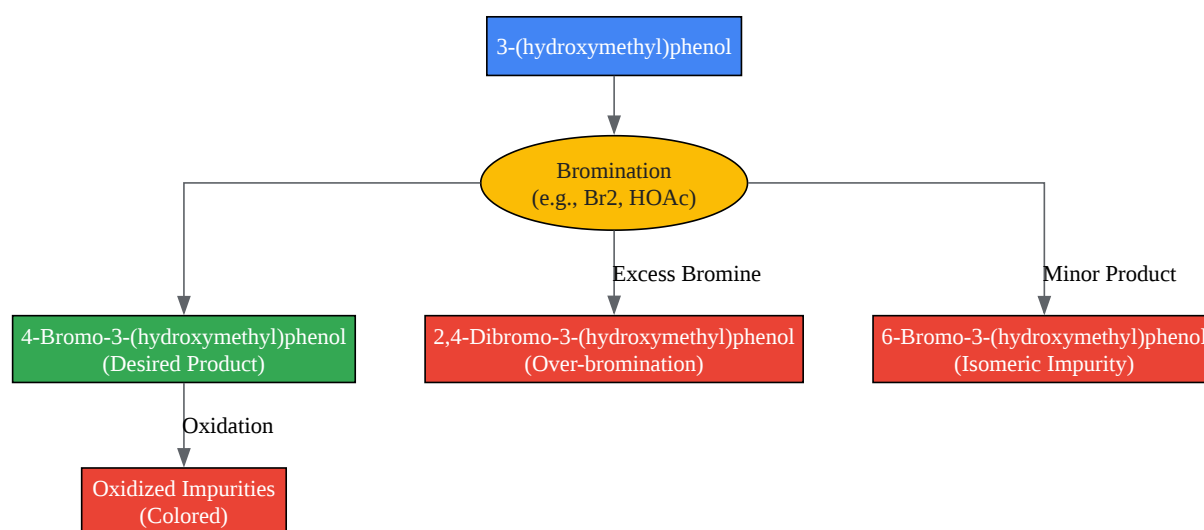 3-(hydroxymethyl)phenol
Bromination
(e.g., Br2, HOAc)
Excess Bromine
Minor Product
4-Bromo-3-(hydroxymethyl)phenol
(Desired Product)
2,4-Dibromo-3-(hydroxymethyl)phenol
(Over-bromination)
6-Bromo-3-(hydroxymethyl)phenol
(Isomeric Impurity)
Oxidation
Oxidized Impurities
(Colored)